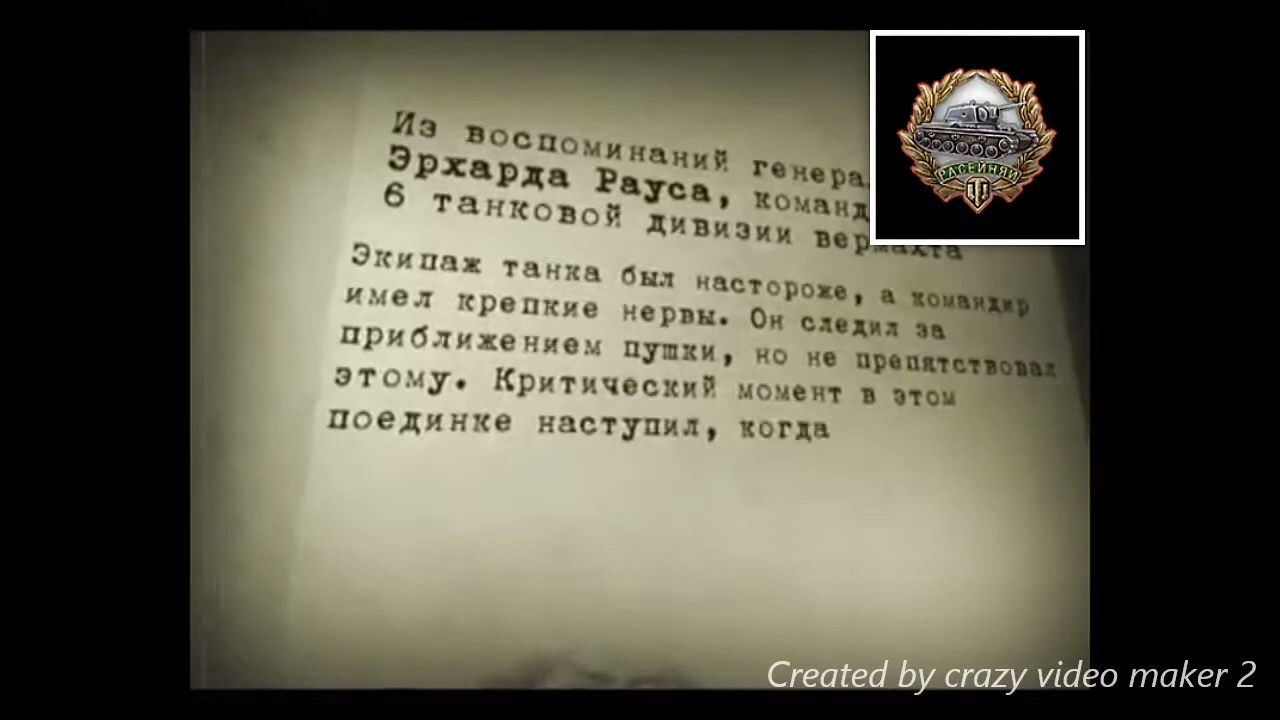 Из воспоминаний генера
Эрхарда Рауса, команд
6 танковой дивизии вермахта
Экипаж танка был настороже, а командир
имел крепкие нервы. Он следил за
приближением пушки, но не препятствовал
этому. Критический момент в этом
поединке наступил, когда
РАСЕЙНЯЙ
Created by crazy video maker 2